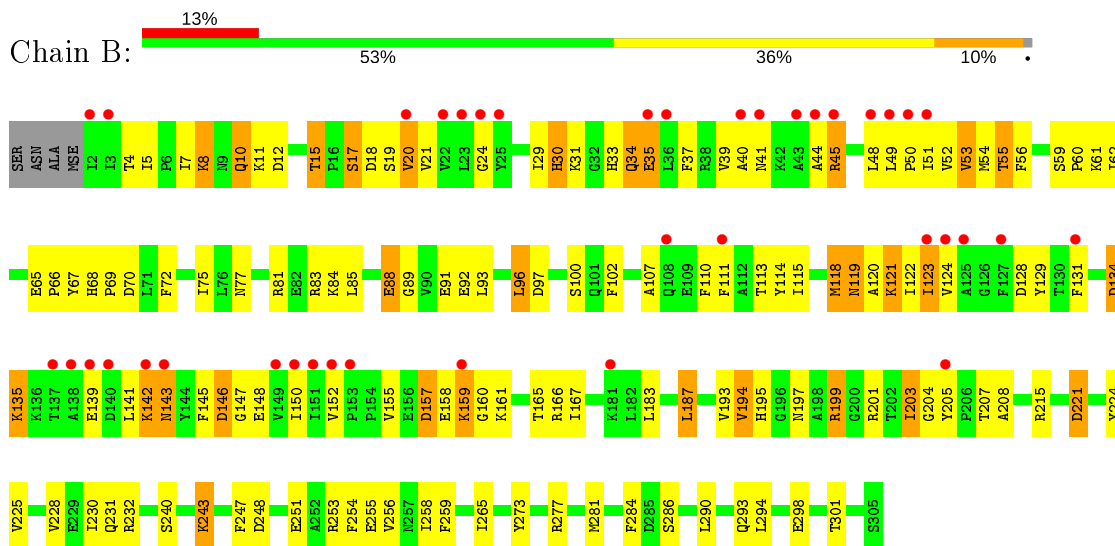 13%
Chain B:
53% 36% 10% •
SER ASN ALA MSE I2 I3 T4 I5 P6 I7 K8 N9 Q10 K11 D12 T15 P16 S17 D18 S19 V20 V21 V22 L23 G24 Y25 I29 H30 K31 G32 H33 Q34 E35 L36 F37 R38 V39 A40 N41 K42 A43 A44 R45 L48 L49 P50 I51 V52 V53 M54 T55 F56 S59 P60 K61
E65 P66 Y67 H68 P69 D70 L71 F72 I75 L76 N77 R81 E82 R83 K84 L85 E88 G89 V90 E91 E92 L93 L96 D97 S100 Q101 F102 A107 Q108 E109 F110 F111 A112 T113 Y114 I115 M118 N119 A120 K121 I122 I123 V124 A125 G126 F127 D128 Y129 T130 F131 D134
K135 K136 T137 A138 E139 D140 L141 K142 N143 Y144 F145 D146 G147 E148 V149 I150 I151 V152 P153 P154 V155 E156 D157 E158 K159 G160 K161 T165 R166 I167 K181 L182 L183 L187 V193 V194 H195 G196 N197 A198 R199 G200 R201 T202 I203 G204 Y205 P206 T207 A208 R215 D221
V225 V228 E229 I230 Q231 R232 S240 K243 F247 D248 E251 A252 R253 F254 E255 V256 N257 I258 F259 I265 Y273 R277 M281 F284 D285 S286 L290 Q293 L294 E298 T301 S305